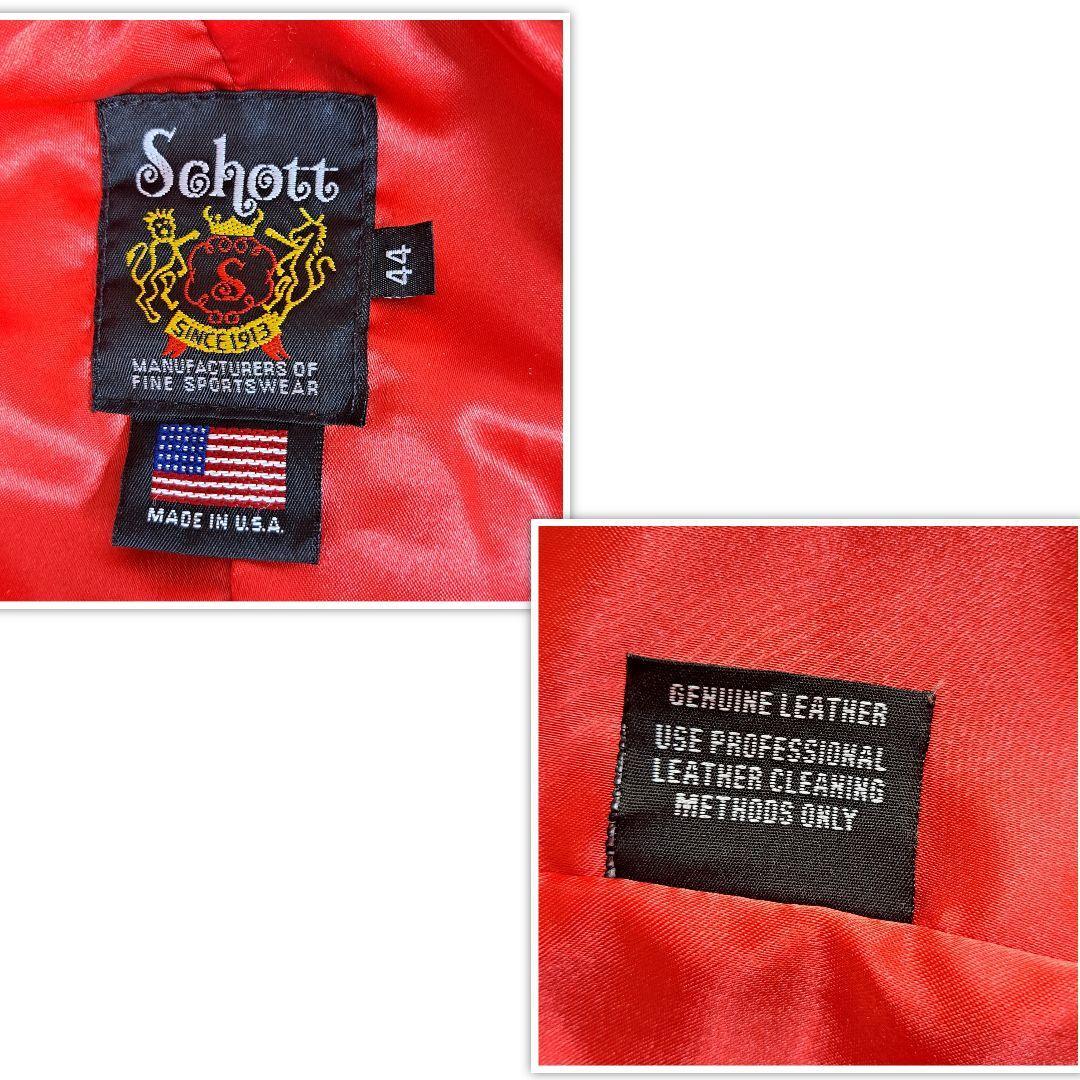 Schott
44
S
SINCE 1913
MANUFACTURERS OF
FINE SPORTSWEAR
MADE IN U.S.A.
GENUINE LEATHER
USE PROFESSIONAL
LEATHER CLEANING
METHODS ONLY